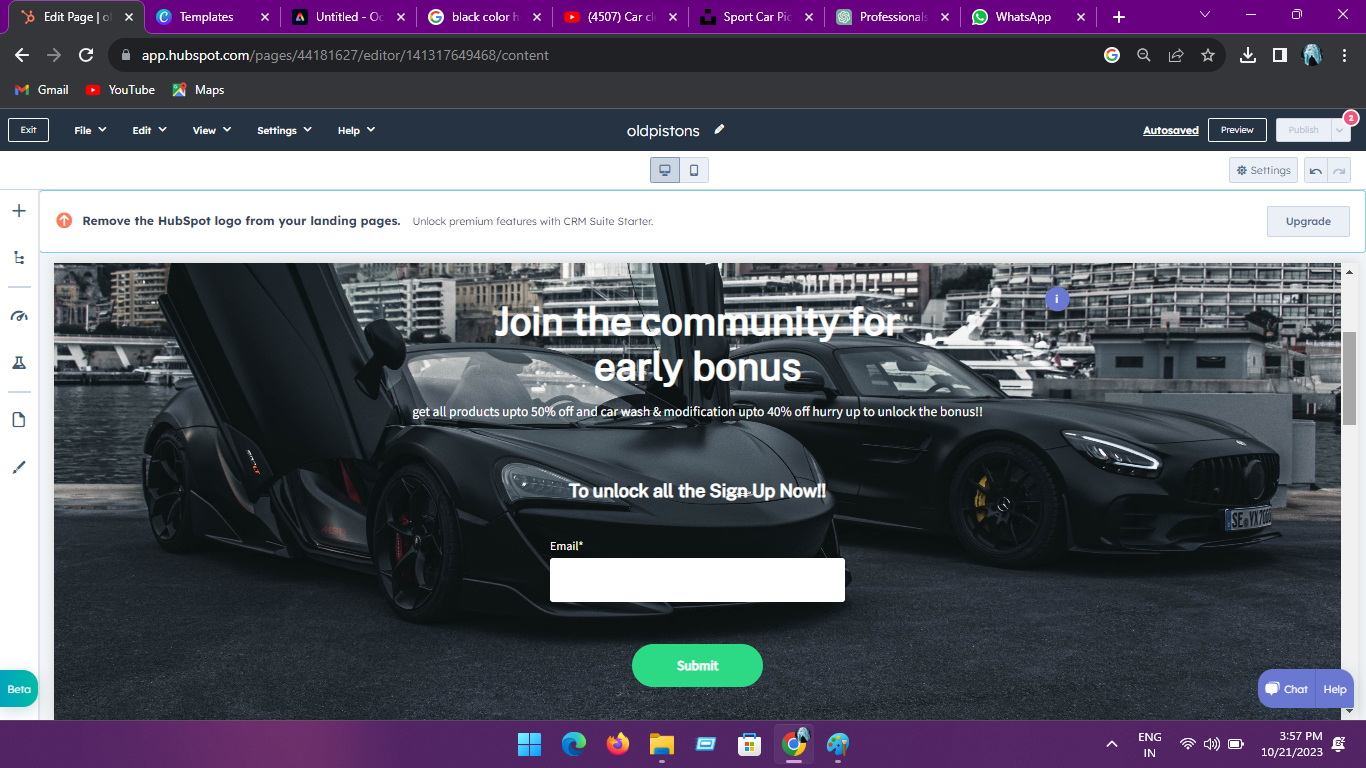 Edit Page | ol
Templates
Untitled - Oc
black color h
(4507) Car cl
Sport Car Pic
Professionals
WhatsApp
app.hubspot.com/pages/44181627/editor/141317649468/content
Gmail
YouTube
Maps
Exit
File
Edit
View
Settings
Help
oldpistons
Autosaved
Preview
Publish
2
Settings
Remove the HubSpot logo from your landing pages.
Unlock premium features with CRM Suite Starter.
Upgrade
i
Join the community for
early bonus
get all products upto 50% off and car wash & modification upto 40% off hurry up to unlock the bonus!!
To unlock all the Sign Up Now!!
SE
Email*
Submit
Beta
Chat
Help
ENG
IN
3:57 PM
10/21/2023